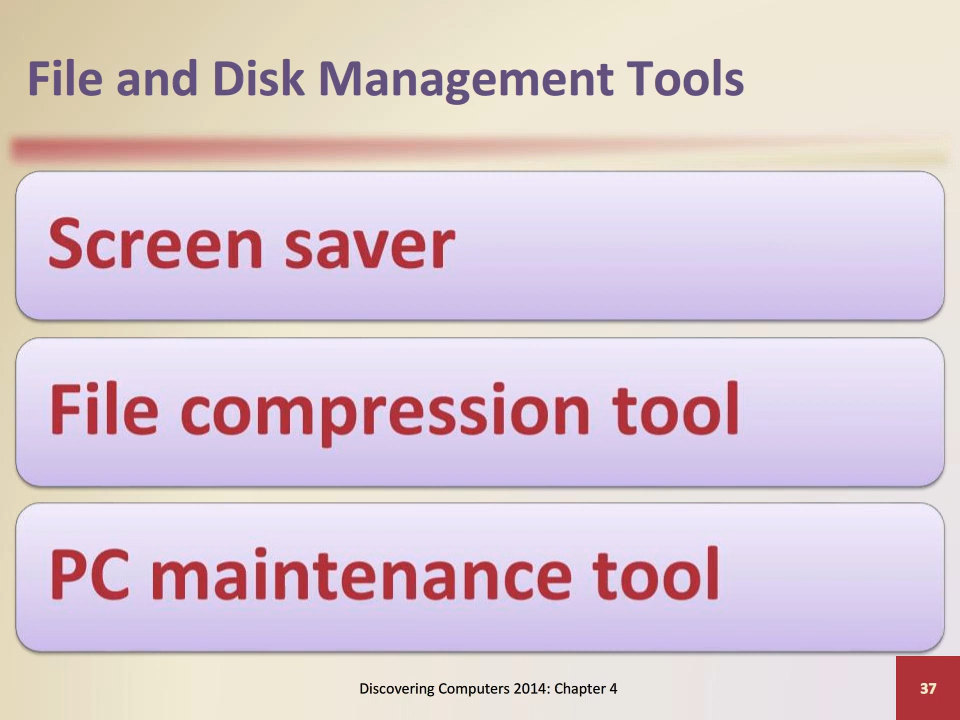 File and Disk Management Tools
Screen saver
File compression tool
PC maintenance tool
Discovering Computers 2014: Chapter 4
37